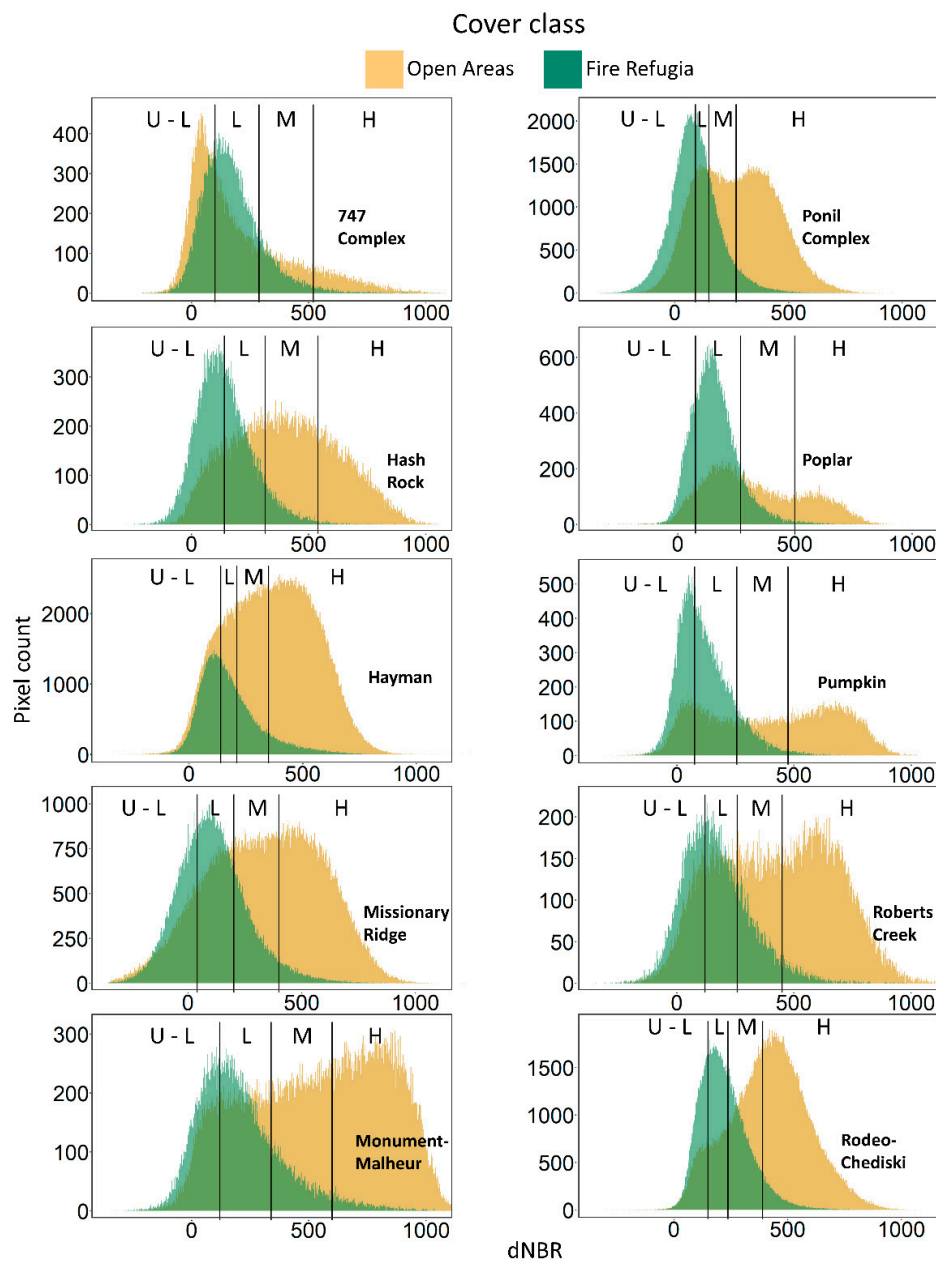 Cover class
Open Areas Fire Refugia
Pixel count
U - L L M H
400
300
200
100
0
747
Complex
0 500 1000
U - L L M H
2000
1500
1000
500
0
Ponil
Complex
0 500 1000
U - L L M H
300
200
100
0
Hash
Rock
0 500 1000
U - L L M H
600
400
200
0
Poplar
0 500 1000
U - L L M H
2000
1000
0
Hayman
0 500 1000
U - L L M H
500
400
300
200
100
0
Pumpkin
0 500 1000
U - L L M H
1000
750
500
250
0
Missionary
Ridge
0 500 1000
U - L L M H
200
150
100
50
0
Roberts
Creek
0 500 1000
U - L L M H
300
200
100
0
Monument-
Malheur
0 500 1000
U - L L M H
1500
1000
500
0
Rodeo-
Chediski
0 500 1000
dNBR